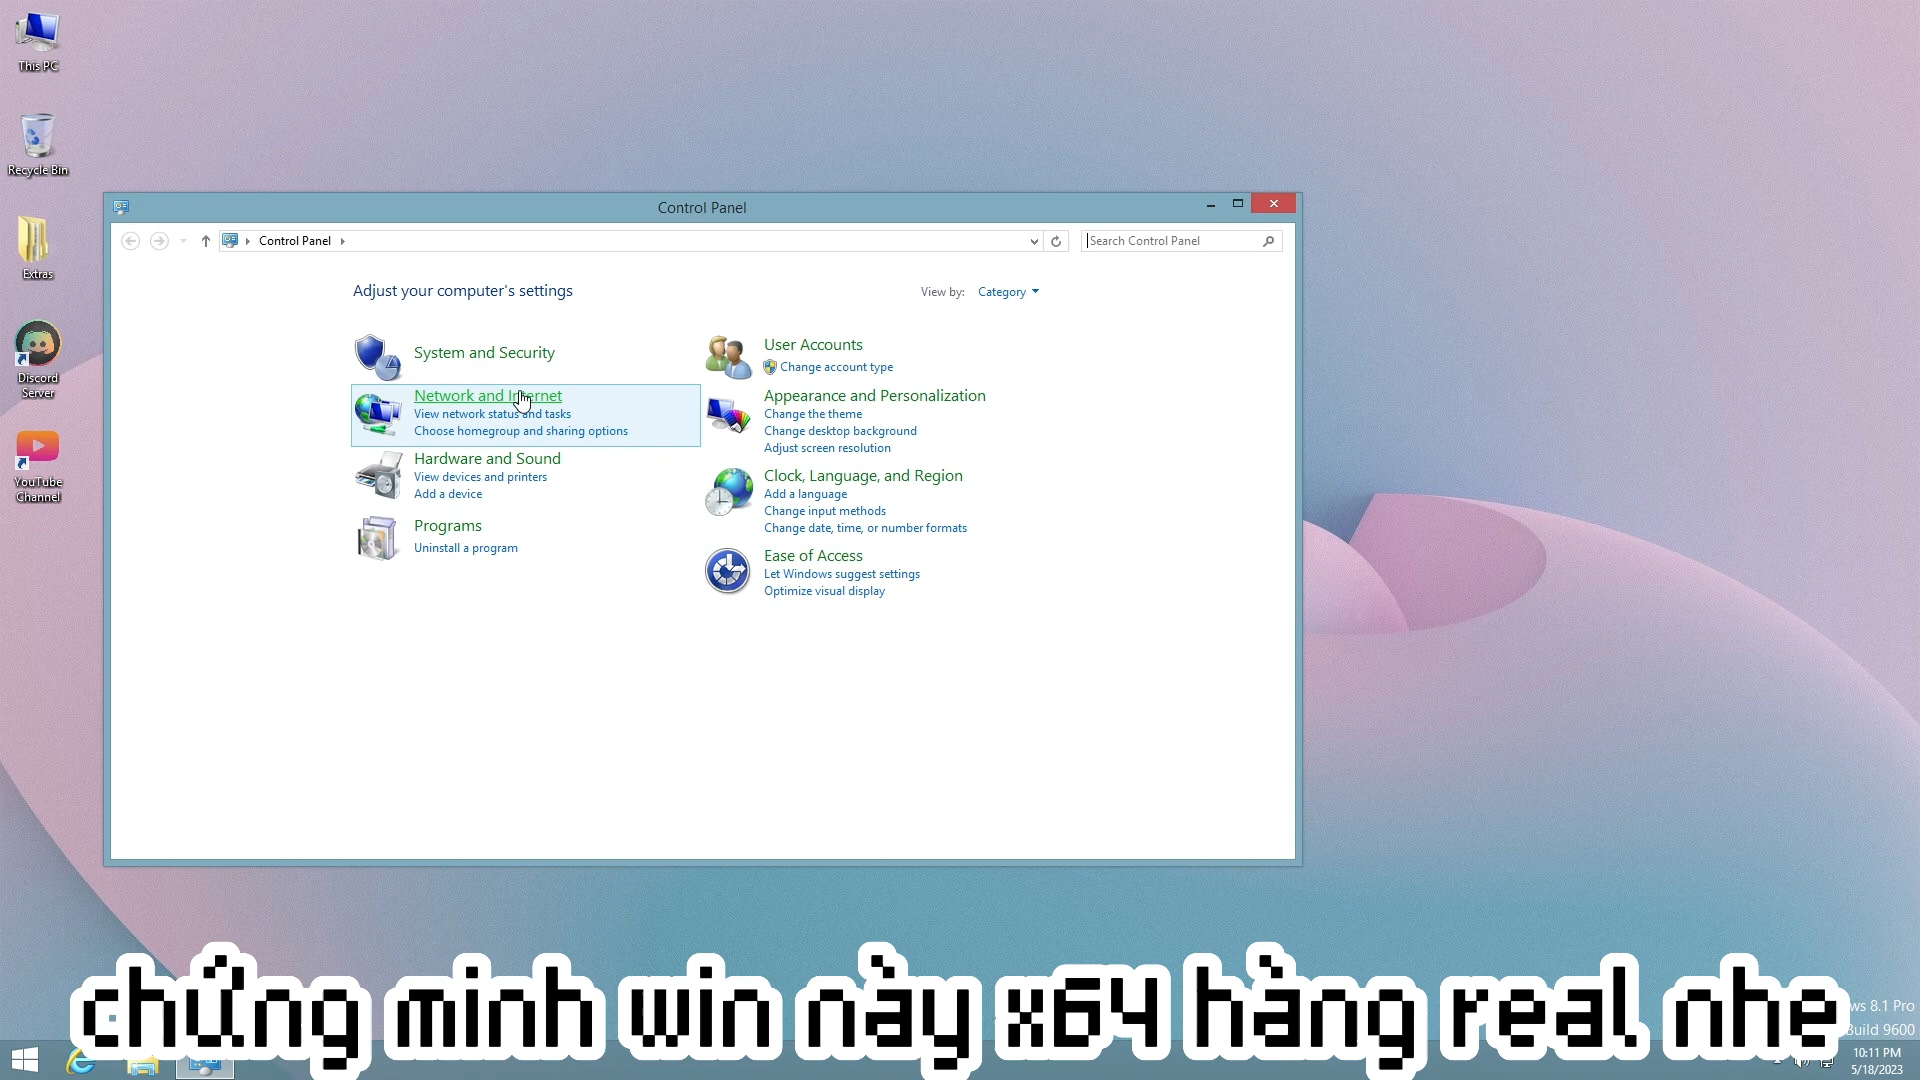 This PC
Recycle Bin
Extras
Discord
Server
YouTube
Channel
Control Panel
Control Panel
Search Control Panel
Adjust your computer's settings
View by: Category
System and Security
Network and Internet
View network status and tasks
Choose homegroup and sharing options
Hardware and Sound
View devices and printers
Add a device
Programs
Uninstall a program
User Accounts
Change account type
Appearance and Personalization
Change the theme
Change desktop background
Adjust screen resolution
Clock, Language, and Region
Add a language
Change input methods
Change date, time, or number formats
Ease of Access
Let Windows suggest settings
Optimize visual display
chứng minh win này x64 hàng real nhe
ws 8.1 Pro
Build 9600
10:11 PM
5/18/2023